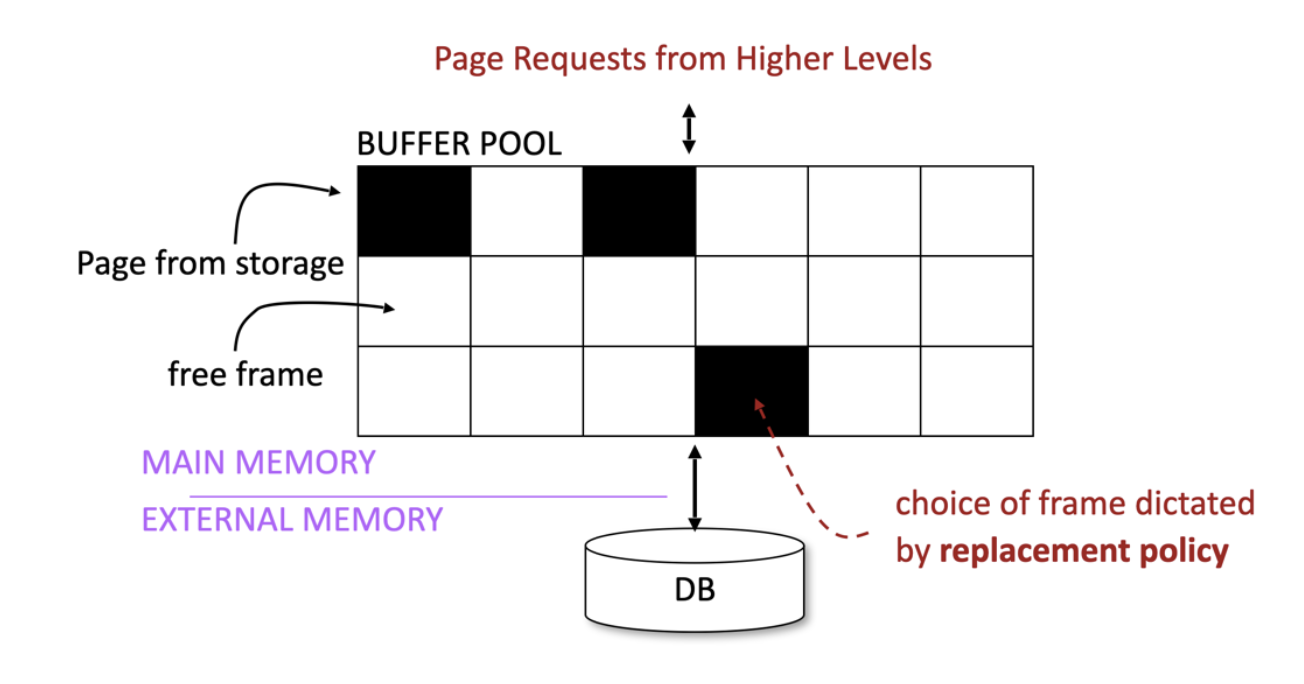 Page Requests from Higher Levels
BUFFER POOL
Page from storage
free frame
MAIN MEMORY
EXTERNAL MEMORY
choice of frame dictated
by replacement policy
DB